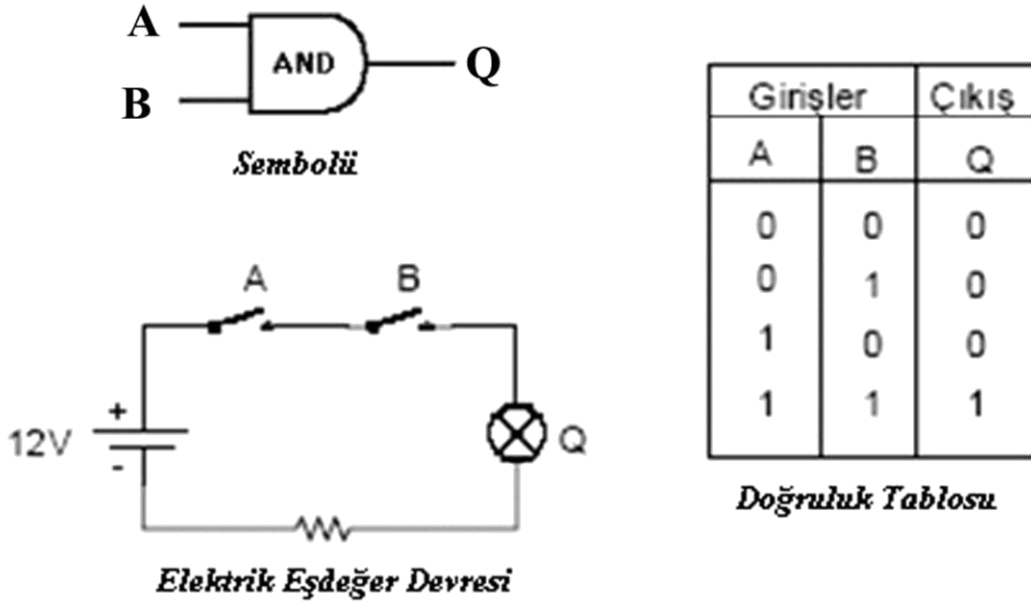 A
B
AND
Q
Sembolü
A
B
12V
+
-
Q
Elektrik Eşdeğer Devresi
Girişler Çıkış
A B Q
0 0 0
0 1 0
1 0 0
1 1 1
Doğruluk Tablosu